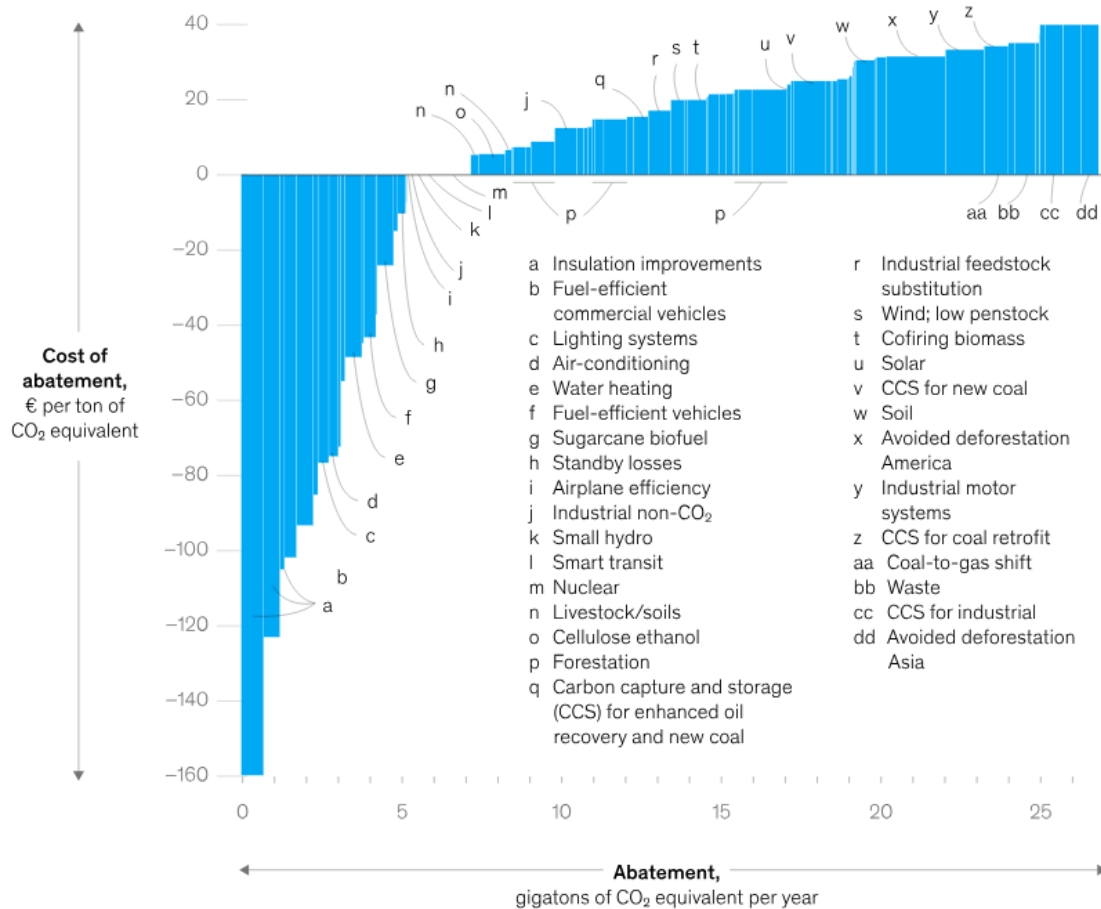 40
20
0
−20
−40
−60
−80
−100
−120
−140
−160
Cost of
abatement,
€ per ton of
CO₂ equivalent
n
o
n
j
q
r
s
t
u
v
w
x
y
z
m
l
k
j
i
h
g
f
e
d
c
b
a
p
p
aa
bb
cc
dd
a Insulation improvements
b Fuel-efficient
commercial vehicles
c Lighting systems
d Air-conditioning
e Water heating
f Fuel-efficient vehicles
g Sugarcane biofuel
h Standby losses
i Airplane efficiency
j Industrial non-CO₂
k Small hydro
l Smart transit
m Nuclear
n Livestock/soils
o Cellulose ethanol
p Forestation
q Carbon capture and storage
(CCS) for enhanced oil
recovery and new coal
r Industrial feedstock
substitution
s Wind; low penstock
t Cofiring biomass
u Solar
v CCS for new coal
w Soil
x Avoided deforestation
America
y Industrial motor
systems
z CCS for coal retrofit
aa Coal-to-gas shift
bb Waste
cc CCS for industrial
dd Avoided deforestation
Asia
0
5
10
15
20
25
Abatement,
gigatons of CO₂ equivalent per year